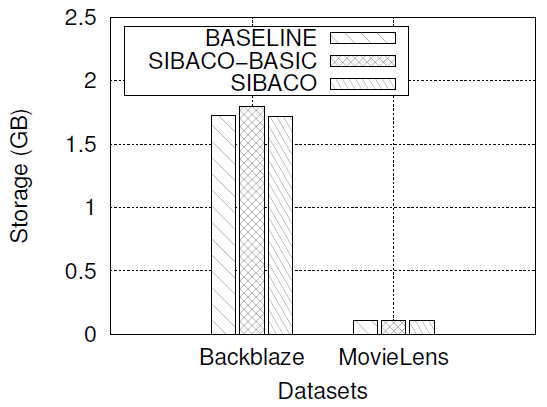 2.5
BASELINE
SIBACO−BASIC
SIBACO
2
1.5
1
0.5
0
Storage (GB)
Backblaze MovieLens
Datasets